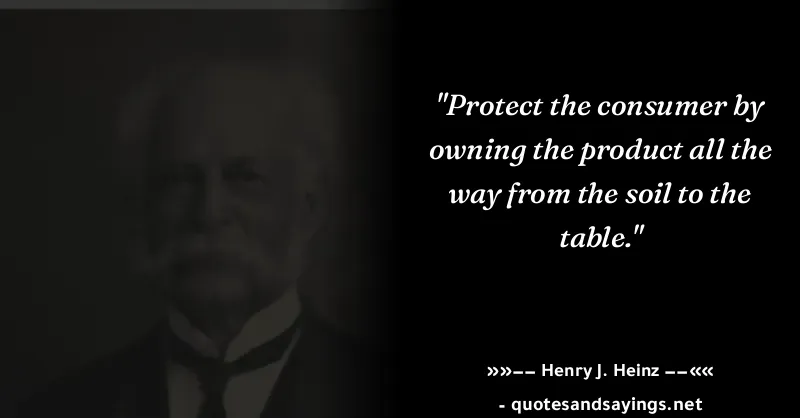 "Protect the consumer by
owning the product all the
way from the soil to the
table."
»»–– Henry J. Heinz ––««
- quotesandsayings.net